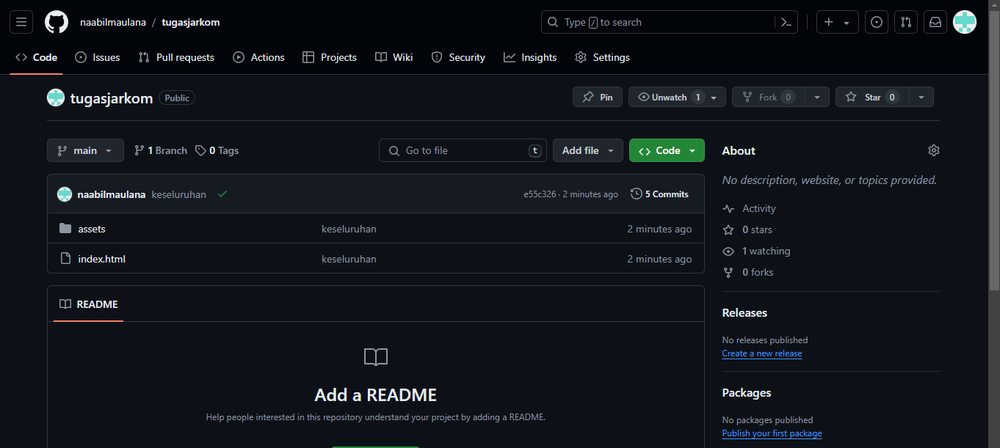 naabilmaulana / tugasjarkom
Type / to search
Code Issues Pull requests Actions Projects Wiki Security Insights Settings
tugasjarkom Public
Pin Unwatch 1 Fork 0 Star 0
main 1 Branch 0 Tags Go to file t Add file Code
naabilmaulana keseluruhan e55c326 · 2 minutes ago 5 Commits
assets keseluruhan 2 minutes ago
index.html keseluruhan 2 minutes ago
README
Add a README
Help people interested in this repository understand your project by adding a README.
About
No description, website, or topics provided.
Activity
0 stars
1 watching
0 forks
Releases
No releases published
Create a new release
Packages
No packages published
Publish your first package